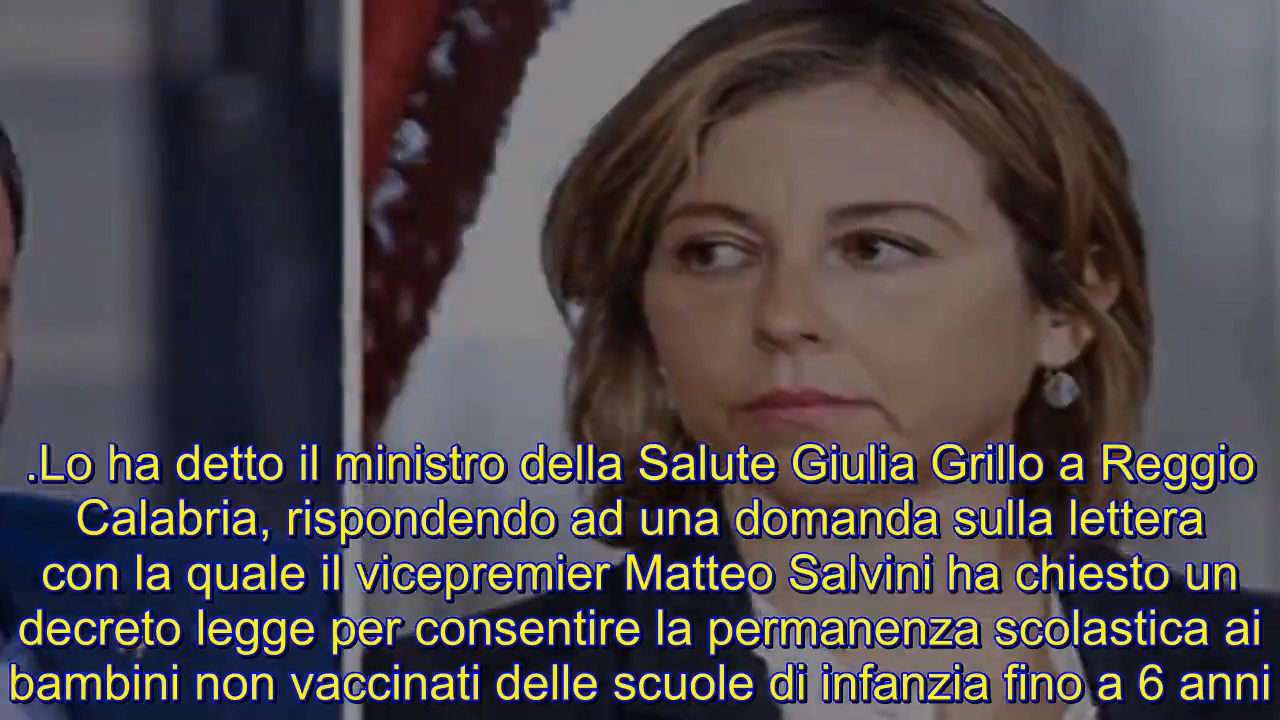 .Lo ha detto il ministro della Salute Giulia Grillo a Reggio
Calabria, rispondendo ad una domanda sulla lettera
con la quale il vicepremier Matteo Salvini ha chiesto un
decreto legge per consentire la permanenza scolastica ai
bambini non vaccinati delle scuole di infanzia fino a 6 anni